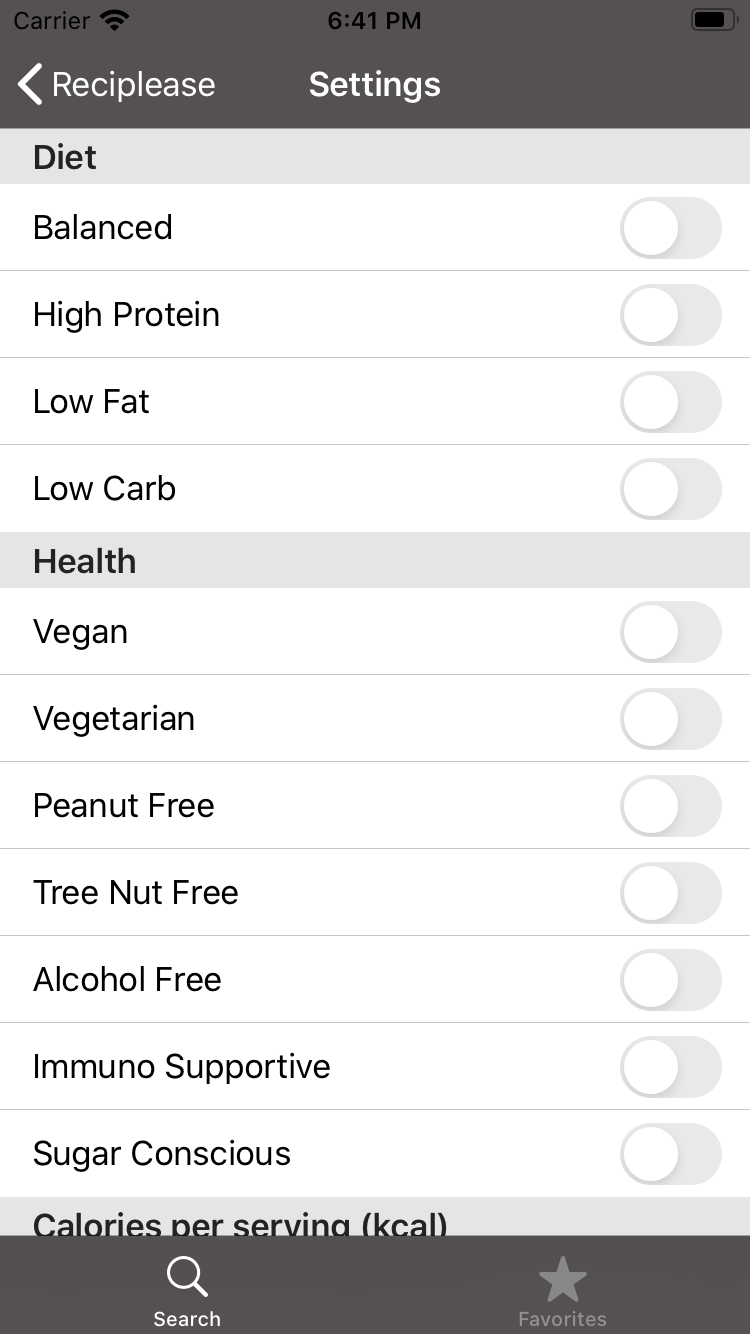 Carrier 6:41 PM
Reciplease Settings
Diet
Balanced
High Protein
Low Fat
Low Carb
Health
Vegan
Vegetarian
Peanut Free
Tree Nut Free
Alcohol Free
Immuno Supportive
Sugar Conscious
Calories per serving (kcal)
Search Favorites